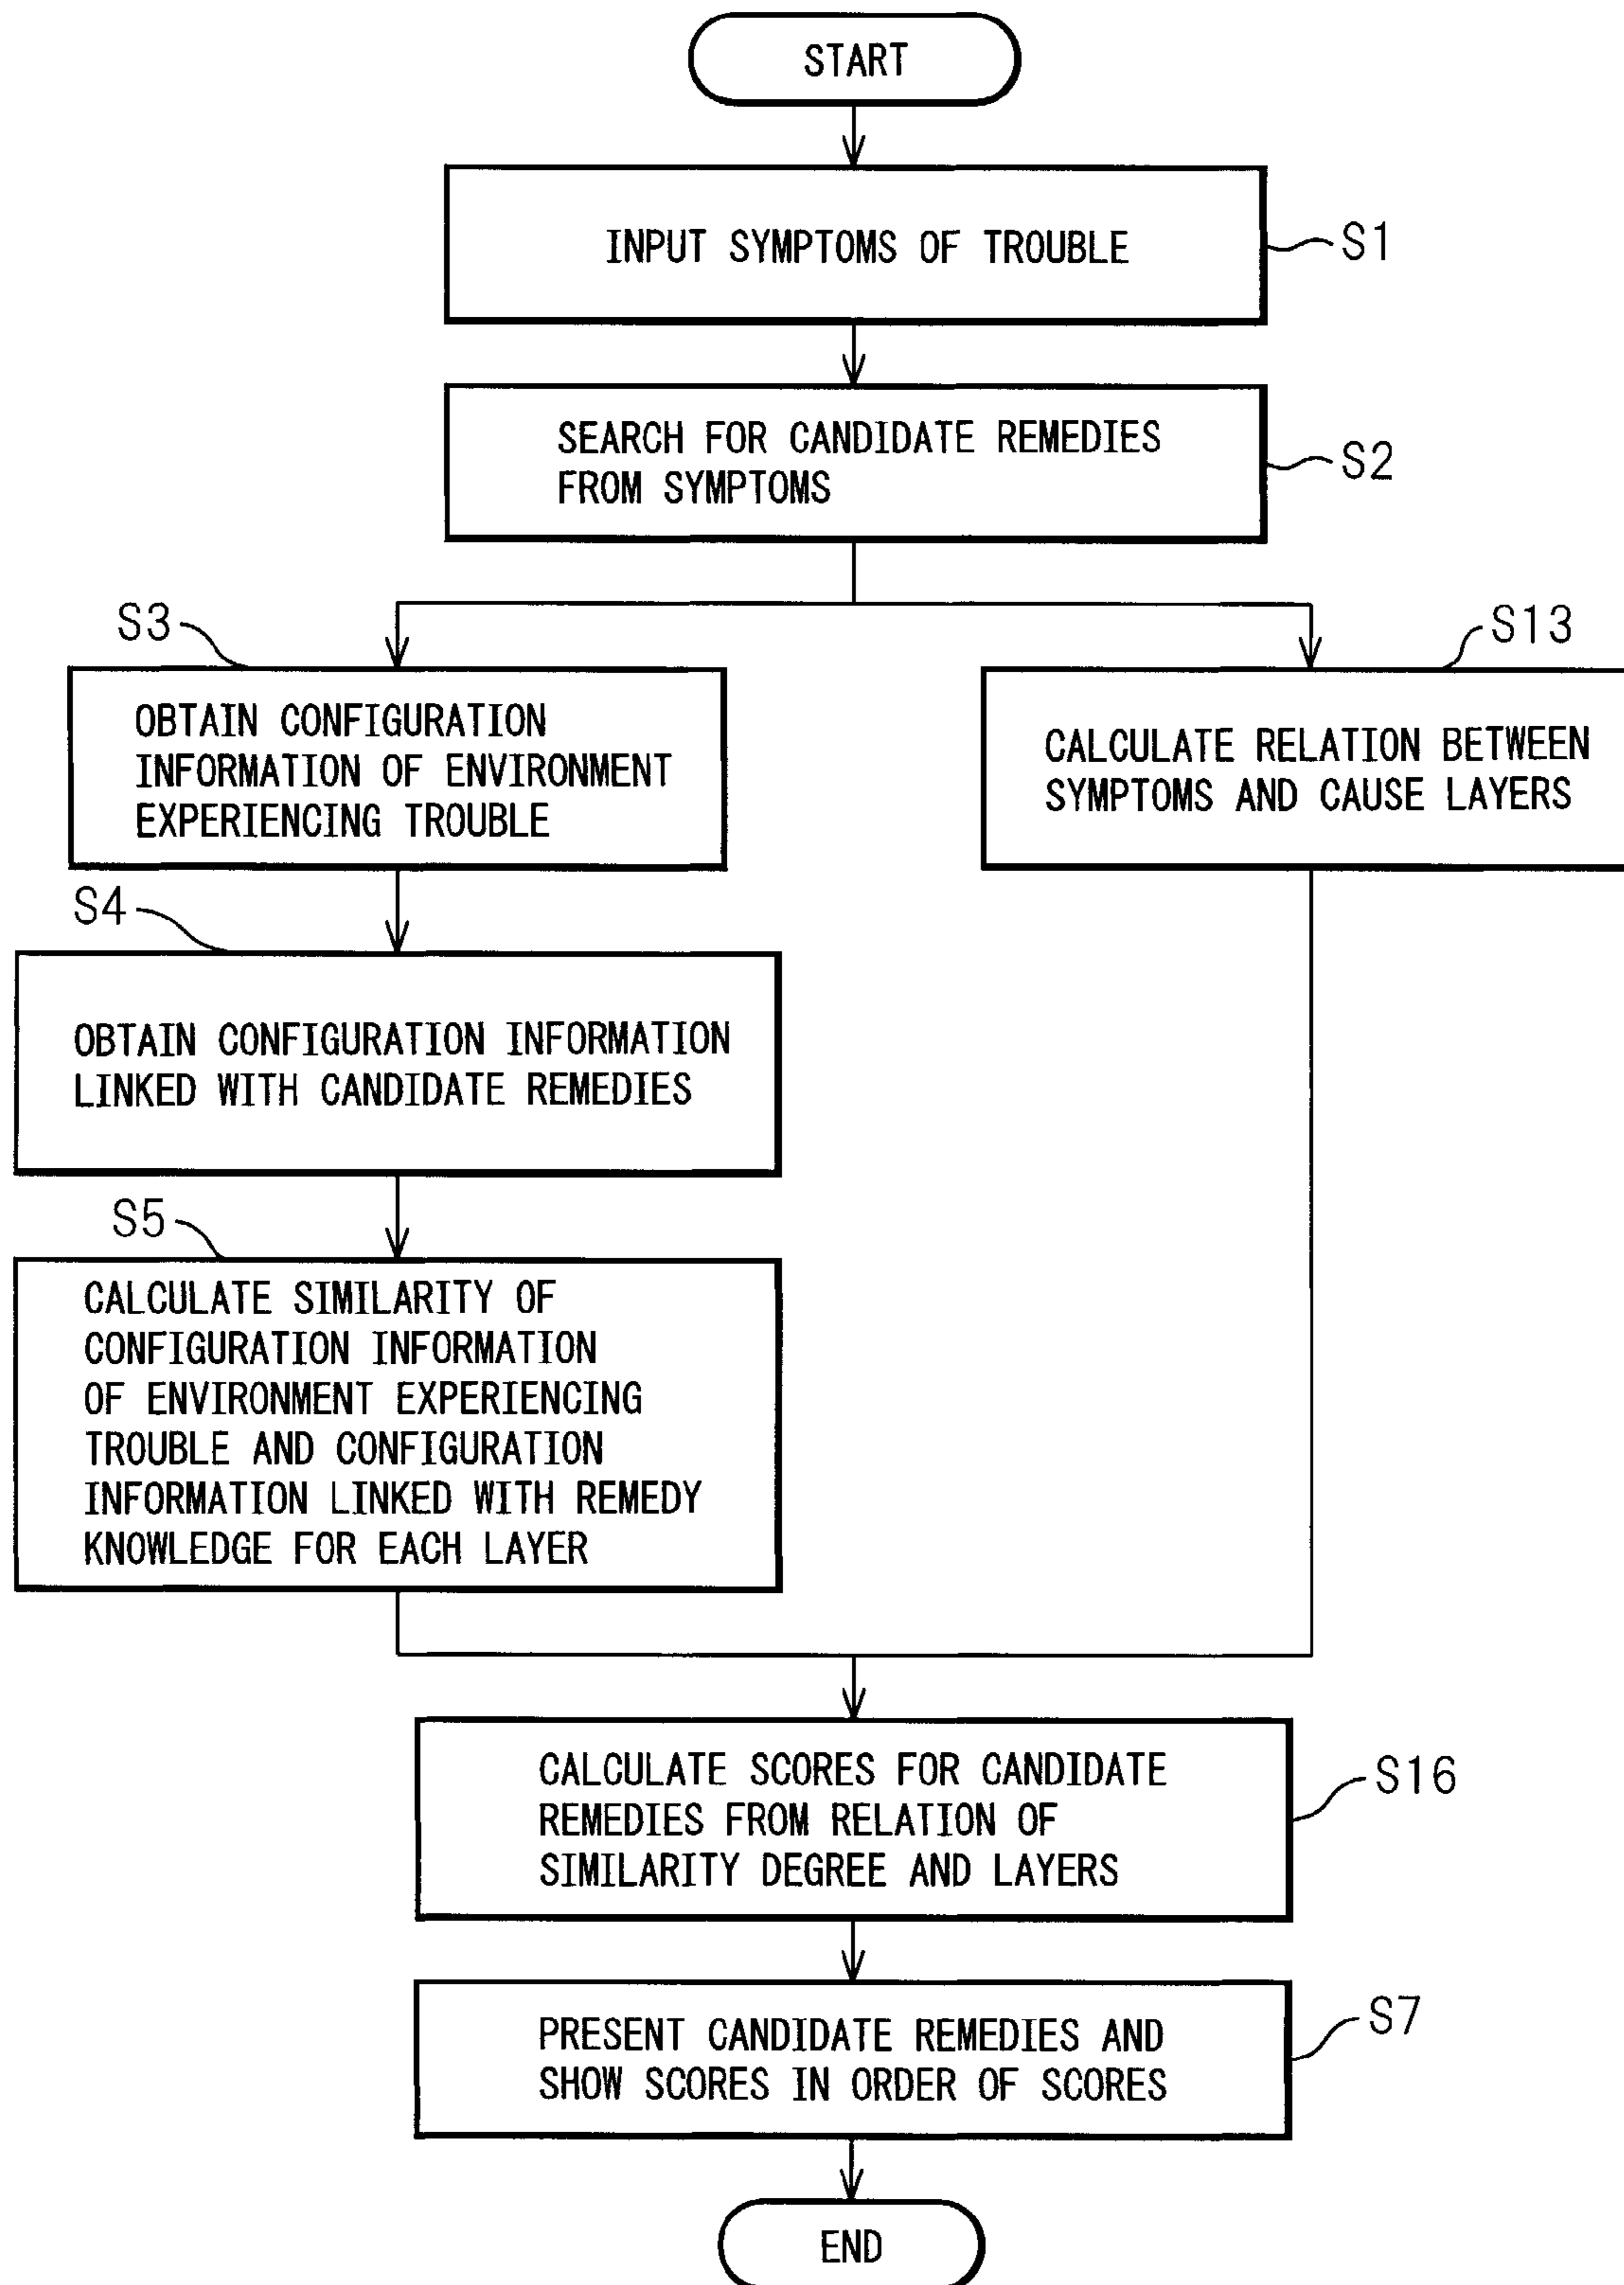 START
INPUT SYMPTOMS OF TROUBLE
S1
SEARCH FOR CANDIDATE REMEDIES
FROM SYMPTOMS
S2
S3
OBTAIN CONFIGURATION
INFORMATION OF ENVIRONMENT
EXPERIENCING TROUBLE
S13
CALCULATE RELATION BETWEEN
SYMPTOMS AND CAUSE LAYERS
S4
OBTAIN CONFIGURATION INFORMATION
LINKED WITH CANDIDATE REMEDIES
S5
CALCULATE SIMILARITY OF
CONFIGURATION INFORMATION
OF ENVIRONMENT EXPERIENCING
TROUBLE AND CONFIGURATION
INFORMATION LINKED WITH REMEDY
KNOWLEDGE FOR EACH LAYER
CALCULATE SCORES FOR CANDIDATE
REMEDIES FROM RELATION OF
SIMILARITY DEGREE AND LAYERS
S16
PRESENT CANDIDATE REMEDIES AND
SHOW SCORES IN ORDER OF SCORES
S7
END